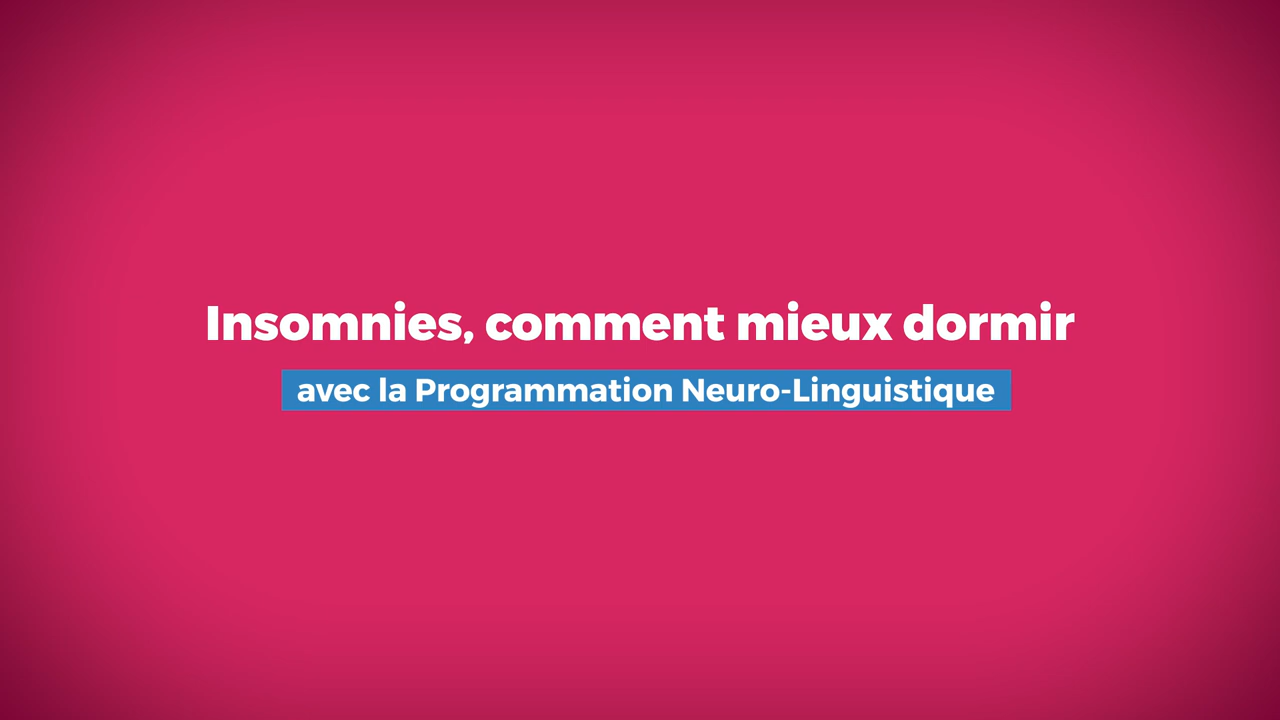 Insomnies, comment mieux dormir
avec la Programmation Neuro-Linguistique